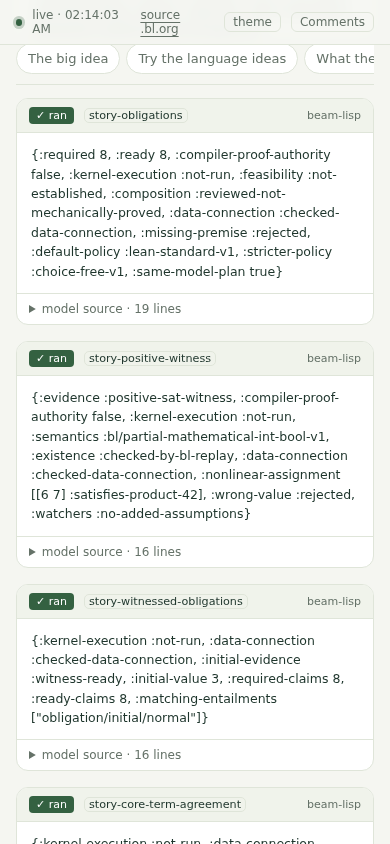 live · 02:14:03
AM
source
.bl.org
theme
Comments
The big idea
Try the language ideas
What the
✓ ran
story-obligations
beam-lisp
{:required 8, :ready 8, :compiler-proof-authority
false, :kernel-execution :not-run, :feasibility :not-
established, :composition :reviewed-not-
mechanically-proved, :data-connection :checked-
data-connection, :missing-premise :rejected,
:default-policy :lean-standard-v1, :stricter-policy
:choice-free-v1, :same-model-plan true}
▶ model source · 19 lines
✓ ran
story-positive-witness
beam-lisp
{:evidence :positive-sat-witness, :compiler-proof-
authority false, :kernel-execution :not-run,
:semantics :bl/partial-mathematical-int-bool-v1,
:existence :checked-by-bl-replay, :data-connection
:checked-data-connection, :nonlinear-assignment
[[6 7] :satisfies-product-42], :wrong-value :rejected,
:watchers :no-added-assumptions}
▶ model source · 16 lines
✓ ran
story-witnessed-obligations
beam-lisp
{:kernel-execution :not-run, :data-connection
:checked-data-connection, :initial-evidence
:witness-ready, :initial-value 3, :required-claims 8,
:ready-claims 8, :matching-entailments
["obligation/initial/normal"]}
▶ model source · 16 lines
✓ ran
story-core-term-agreement
beam-lisp
{:kernel-execution :not-run, :data-connection